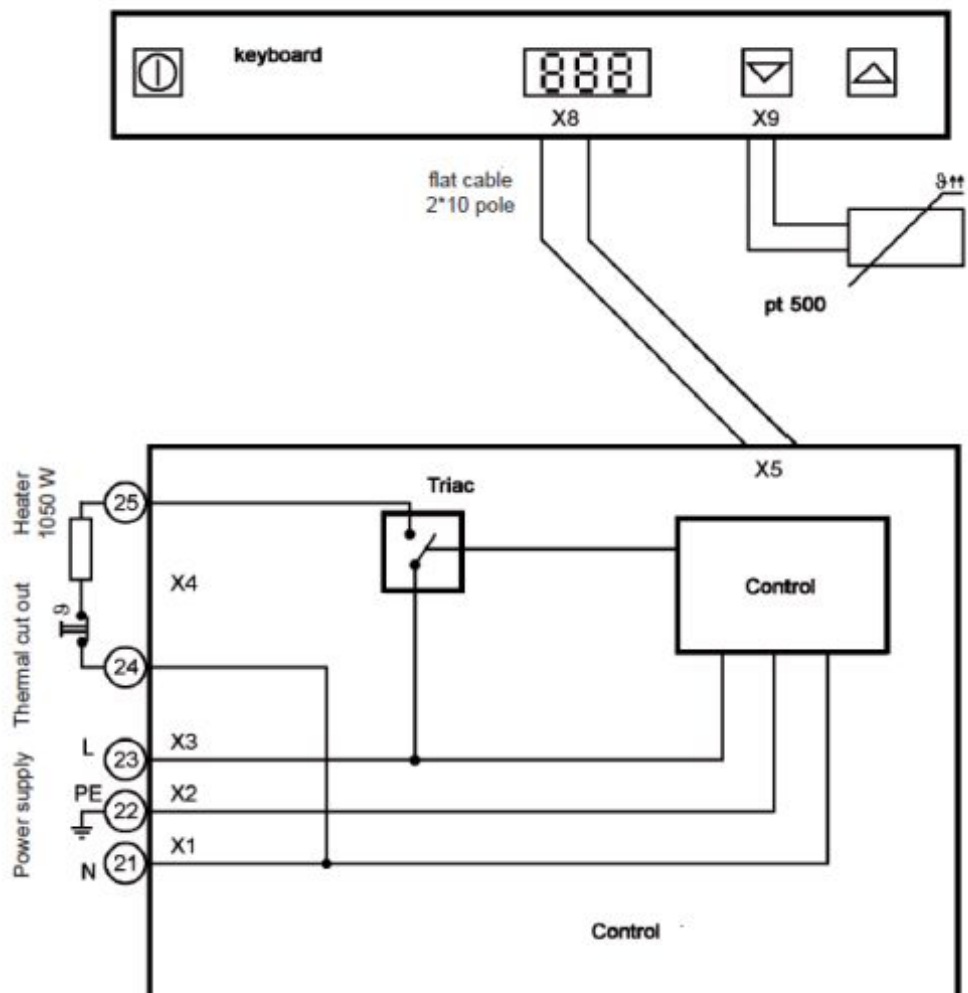 keyboard
888
X8
X9
flat cable
2*10 pole
ϑ↑↑
pt 500
X5
Heater
1050 W
25
Triac
Control
X4
Thermal cut out
ϑ
24
L
23
X3
Power supply
PE
22
X2
N
21
X1
Control